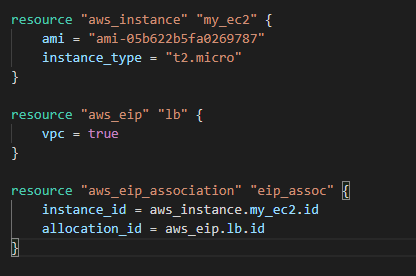 resource "aws_instance" "my_ec2" {
    ami = "ami-05b622b5fa0269787"
    instance_type = "t2.micro"
}
resource "aws_eip" "lb" {
    vpc = true
}
resource "aws_eip_association" "eip_assoc" {
    instance_id = aws_instance.my_ec2.id
    allocation_id = aws_eip.lb.id
}